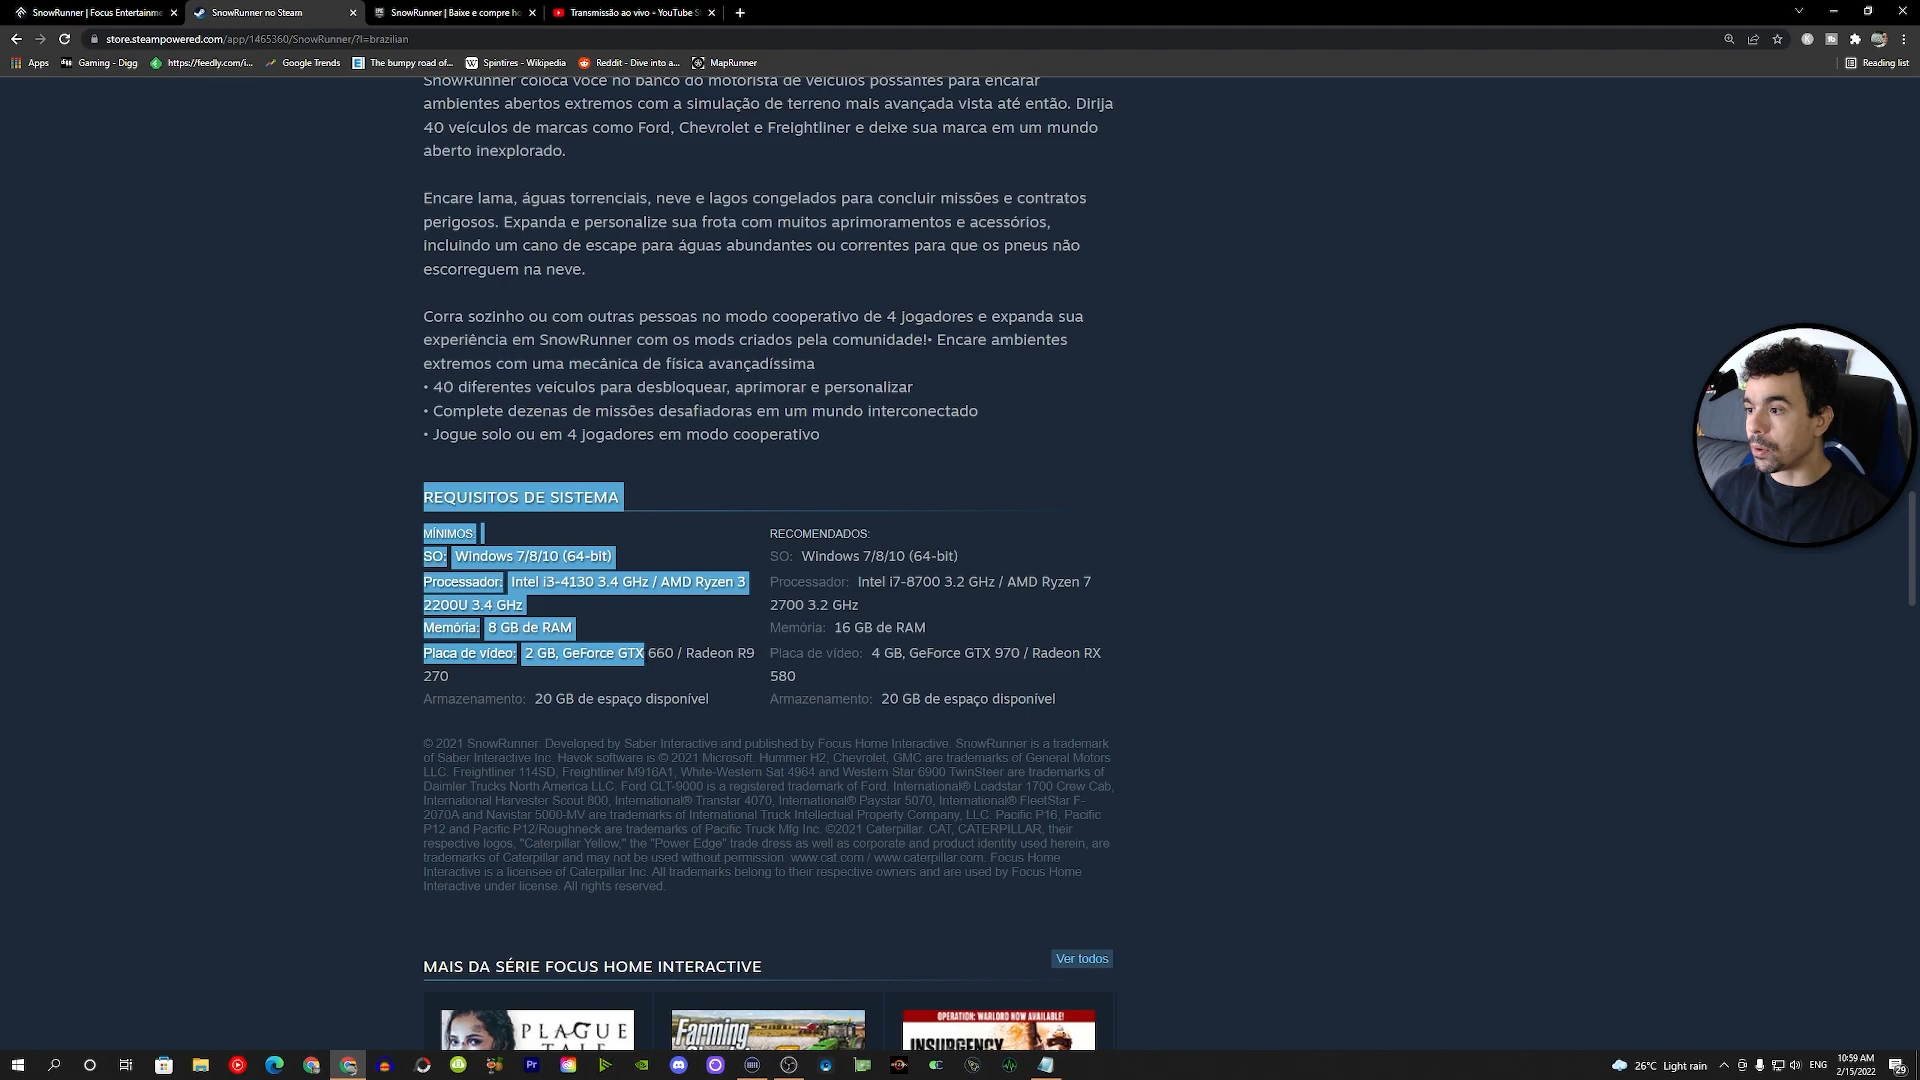 SnowRunner | Focus Entertainme
SnowRunner no Steam
SnowRunner | Baixe e compre ho
Transmissão ao vivo - YouTube S
store.steampowered.com/app/1465360/SnowRunner/?l=brazilian
Apps
Gaming - Digg
https://feedly.com/i...
Google Trends
The bumpy road of...
Spintires - Wikipedia
Reddit - Dive into a...
MapRunner
Reading list
SnowRunner coloca você no banco do motorista de veículos possantes para encarar
ambientes abertos extremos com a simulação de terreno mais avançada vista até então. Dirija
40 veículos de marcas como Ford, Chevrolet e Freightliner e deixe sua marca em um mundo
aberto inexplorado.
Encare lama, águas torrenciais, neve e lagos congelados para concluir missões e contratos
perigosos. Expanda e personalize sua frota com muitos aprimoramentos e acessórios,
incluindo um cano de escape para águas abundantes ou correntes para que os pneus não
escorreguem na neve.
Corra sozinho ou com outras pessoas no modo cooperativo de 4 jogadores e expanda sua
experiência em SnowRunner com os mods criados pela comunidade!• Encare ambientes
extremos com uma mecânica de física avançadíssima
• 40 diferentes veículos para desbloquear, aprimorar e personalizar
• Complete dezenas de missões desafiadoras em um mundo interconectado
• Jogue solo ou em 4 jogadores em modo cooperativo
REQUISITOS DE SISTEMA
MÍNIMOS:
SO: Windows 7/8/10 (64-bit)
Processador: Intel i3-4130 3.4 GHz / AMD Ryzen 3
2200U 3.4 GHz
Memória: 8 GB de RAM
Placa de vídeo: 2 GB, GeForce GTX 660 / Radeon R9
270
Armazenamento: 20 GB de espaço disponível
RECOMENDADOS:
SO: Windows 7/8/10 (64-bit)
Processador: Intel i7-8700 3.2 GHz / AMD Ryzen 7
2700 3.2 GHz
Memória: 16 GB de RAM
Placa de vídeo: 4 GB, GeForce GTX 970 / Radeon RX
580
Armazenamento: 20 GB de espaço disponível
© 2021 SnowRunner. Developed by Saber Interactive and published by Focus Home Interactive. SnowRunner is a trademark
of Saber Interactive Inc. Havok software is © 2021 Microsoft. Hummer H2, Chevrolet, GMC are trademarks of General Motors
LLC. Freightliner 114SD, Freightliner M916A1, White-Western Sat 4964 and Western Star 6900 TwinSteer are trademarks of
Daimler Trucks North America LLC. Ford CLT-9000 is a registered trademark of Ford. International® Loadstar 1700 Crew Cab,
International Harvester Scout 800, International® Transtar 4070, International® Paystar 5070, International® FleetStar F-
2070A and Navistar 5000-MV are trademarks of International Truck Intellectual Property Company, LLC. Pacific P16, Pacific
P12 and Pacific P12/Roughneck are trademarks of Pacific Truck Mfg Inc. ©2021 Caterpillar. CAT, CATERPILLAR, their
respective logos, "Caterpillar Yellow," the "Power Edge" trade dress as well as corporate and product identity used herein, are
trademarks of Caterpillar and may not be used without permission. www.cat.com / www.caterpillar.com. Focus Home
Interactive is a licensee of Caterpillar Inc. All trademarks belong to their respective owners and are used by Focus Home
Interactive under license. All rights reserved.
MAIS DA SÉRIE FOCUS HOME INTERACTIVE
Ver todos
PLAGUE
TALE
Farming
OPERATION: WARLORD NOW AVAILABLE!
INSURGENCY
26°C Light rain
ENG
10:59 AM
2/15/2022
29